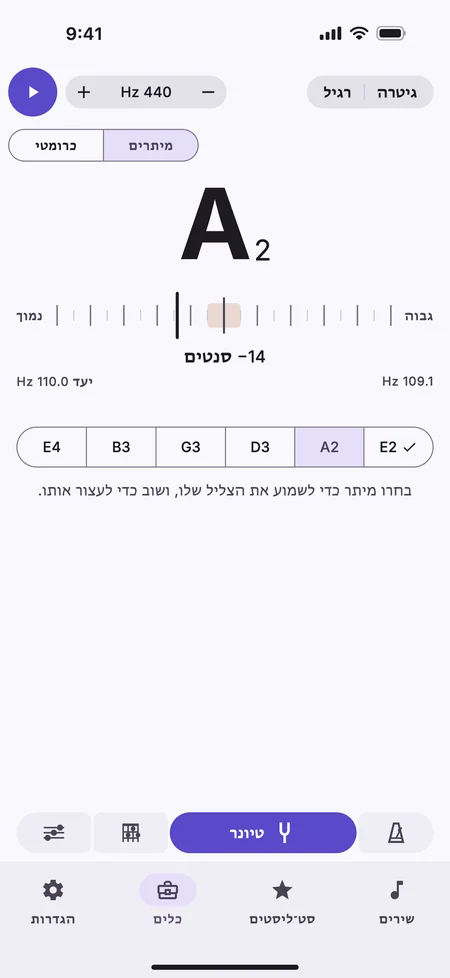 9:41
גיטרה | רגיל
− 440 Hz +
מיתרים כרומטי
A2
גבוה נמוך
−14 סנטים
109.1 Hz
יעד 110.0 Hz
E2 A2 D3 G3 B3 E4
בחרו מיתר כדי לשמוע את הצליל שלו, ושוב כדי לעצור אותו.
טיונר
שירים סט־ליסטים כלים הגדרות